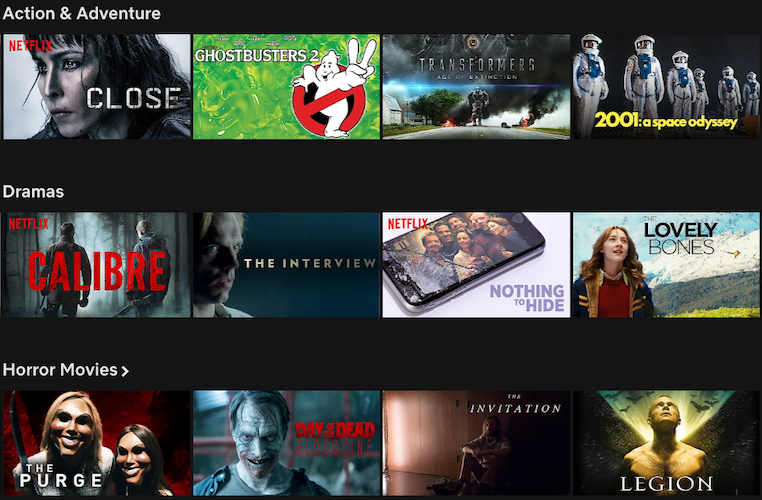 Action & Adventure
NETFLIX
CLOSE
GHOSTBUSTERS 2
TRANSFORMERS
AGE OF EXTINCTION
2001: a space odyssey
Dramas
NETFLIX
CALIBRE
THE INTERVIEW
NETFLIX
NOTHING
TO HIDE
THE
LOVELY
BONES
Horror Movies
THE
PURGE
DAY OF THE DEAD
BLOODLINE
THE
INVITATION
LEGION